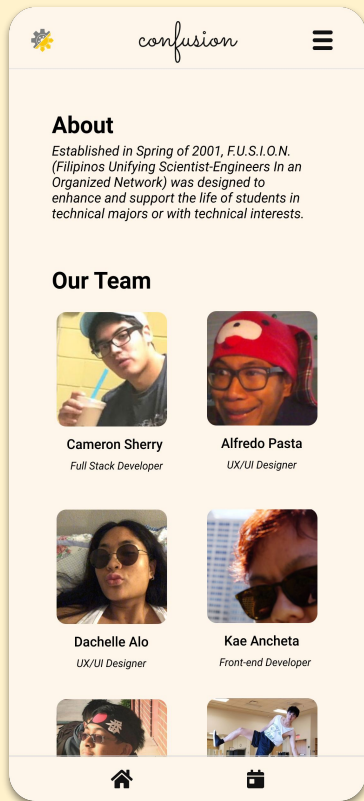 confusion
About
Established in Spring of 2001, F.U.S.I.O.N.
(Filipinos Unifying Scientist-Engineers In an
Organized Network) was designed to
enhance and support the life of students in
technical majors or with technical interests.
Our Team
Cameron Sherry
Full Stack Developer
Alfredo Pasta
UX/UI Designer
Dachelle Alo
UX/UI Designer
Kae Ancheta
Front-end Developer